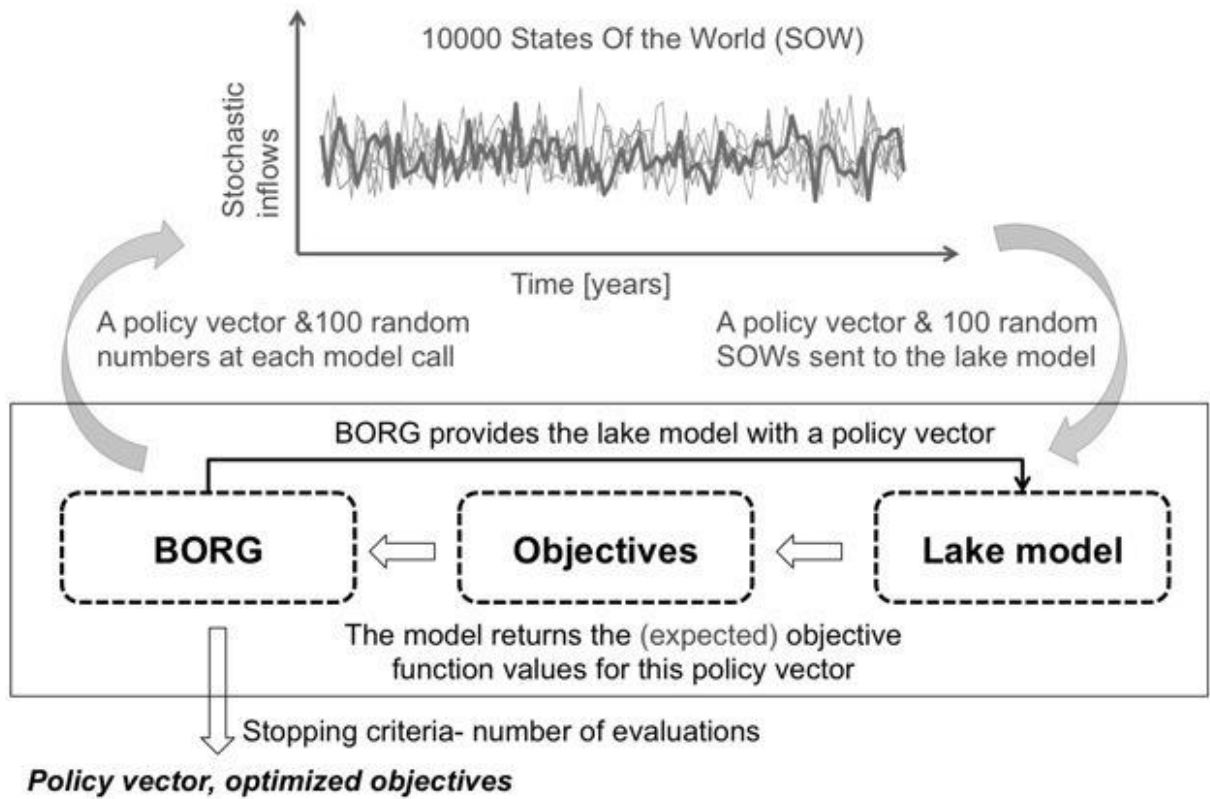 10000 States Of the World (SOW)
Stochastic
inflows
Time [years]
A policy vector &100 random
numbers at each model call
A policy vector & 100 random
SOWs sent to the lake model
BORG provides the lake model with a policy vector
BORG
Objectives
Lake model
The model returns the (expected) objective
function values for this policy vector
Stopping criteria- number of evaluations
Policy vector, optimized objectives